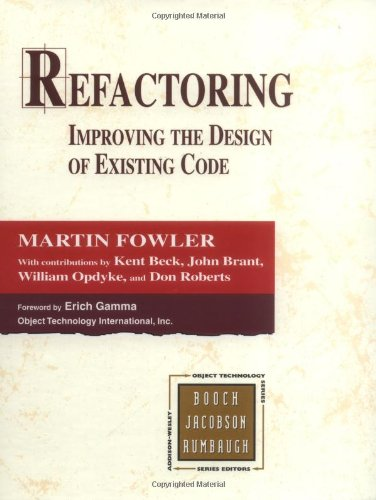 Copyrighted Material
REFACTORING
IMPROVING THE DESIGN
OF EXISTING CODE
MARTIN FOWLER
With contributions by Kent Beck, John Brant,
William Opdyke, and Don Roberts
Foreword by Erich Gamma
Object Technology International, Inc.
OBJECT TECHNOLOGY
ADDISON-WESLEY
BOOCH
JACOBSON
RUMBAUGH
SERIES
SERIES EDITORS
Copyrighted Material